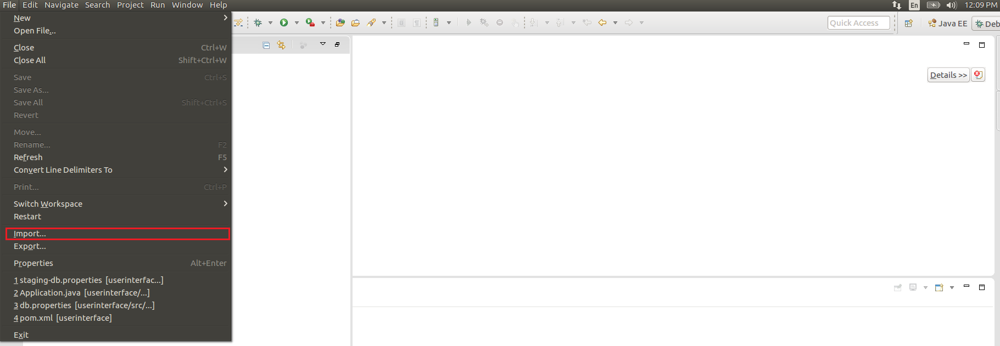 File Edit Navigate Search Project Run Window Help
En 12:09 PM
New
Open File...
Close Ctrl+W
Close All Shift+Ctrl+W
Save Ctrl+S
Save As...
Save All Shift+Ctrl+S
Revert
Move...
Rename... F2
Refresh F5
Convert Line Delimiters To
Print... Ctrl+P
Switch Workspace
Restart
Import...
Export...
Properties Alt+Enter
1 staging-db.properties [userinterfac...]
2 Application.java [userinterface/...]
3 db.properties [userinterface/src/...]
4 pom.xml [userinterface]
Exit
Quick Access
Java EE
Deb
Details >>